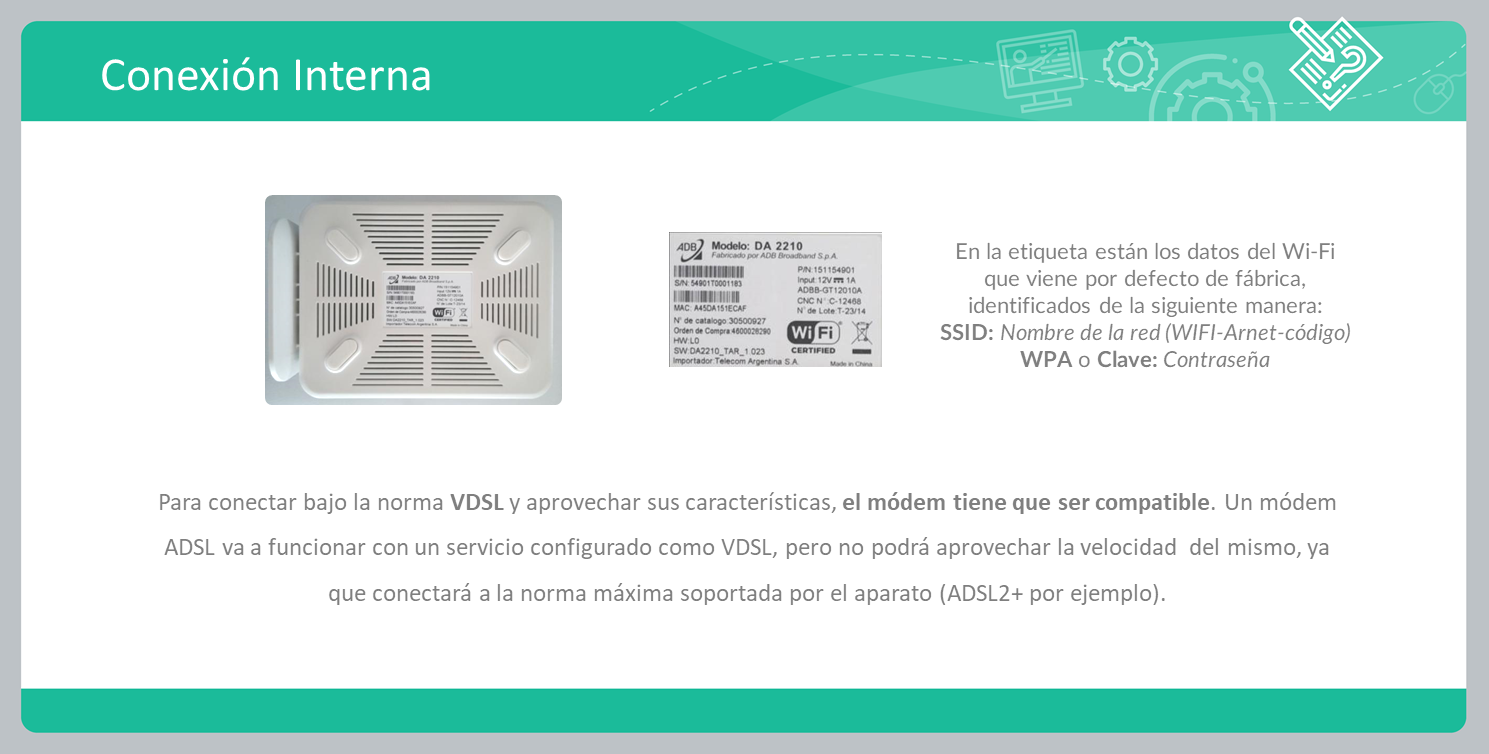 Conexión Interna
ADB
Modelo: DA 2210
Fabricado por ADB Broadband S.p.A.
S/N: 54901T0001183
MAC: A45DA151ECAF
N° de catalogo:30500927
Orden de Compra:4800026290
HW:L0
SW:DA2210_TAR_1.023
Importador:Telecom Argentina S.A.
P/N:151154901
Input: 12V 1A
ADBB-GT12010A
CNC N°:C-12468
N° de Lote:T-23/14
Wi Fi
CERTIFIED
Made in China
En la etiqueta están los datos del Wi-Fi
que viene por defecto de fábrica,
identificados de la siguiente manera:
SSID: Nombre de la red (WIFI-Arnet-código)
WPA o Clave: Contraseña
Para conectar bajo la norma VDSL y aprovechar sus características, el módem tiene que ser compatible. Un módem
ADSL va a funcionar con un servicio configurado como VDSL, pero no podrá aprovechar la velocidad del mismo, ya
que conectará a la norma máxima soportada por el aparato (ADSL2+ por ejemplo).